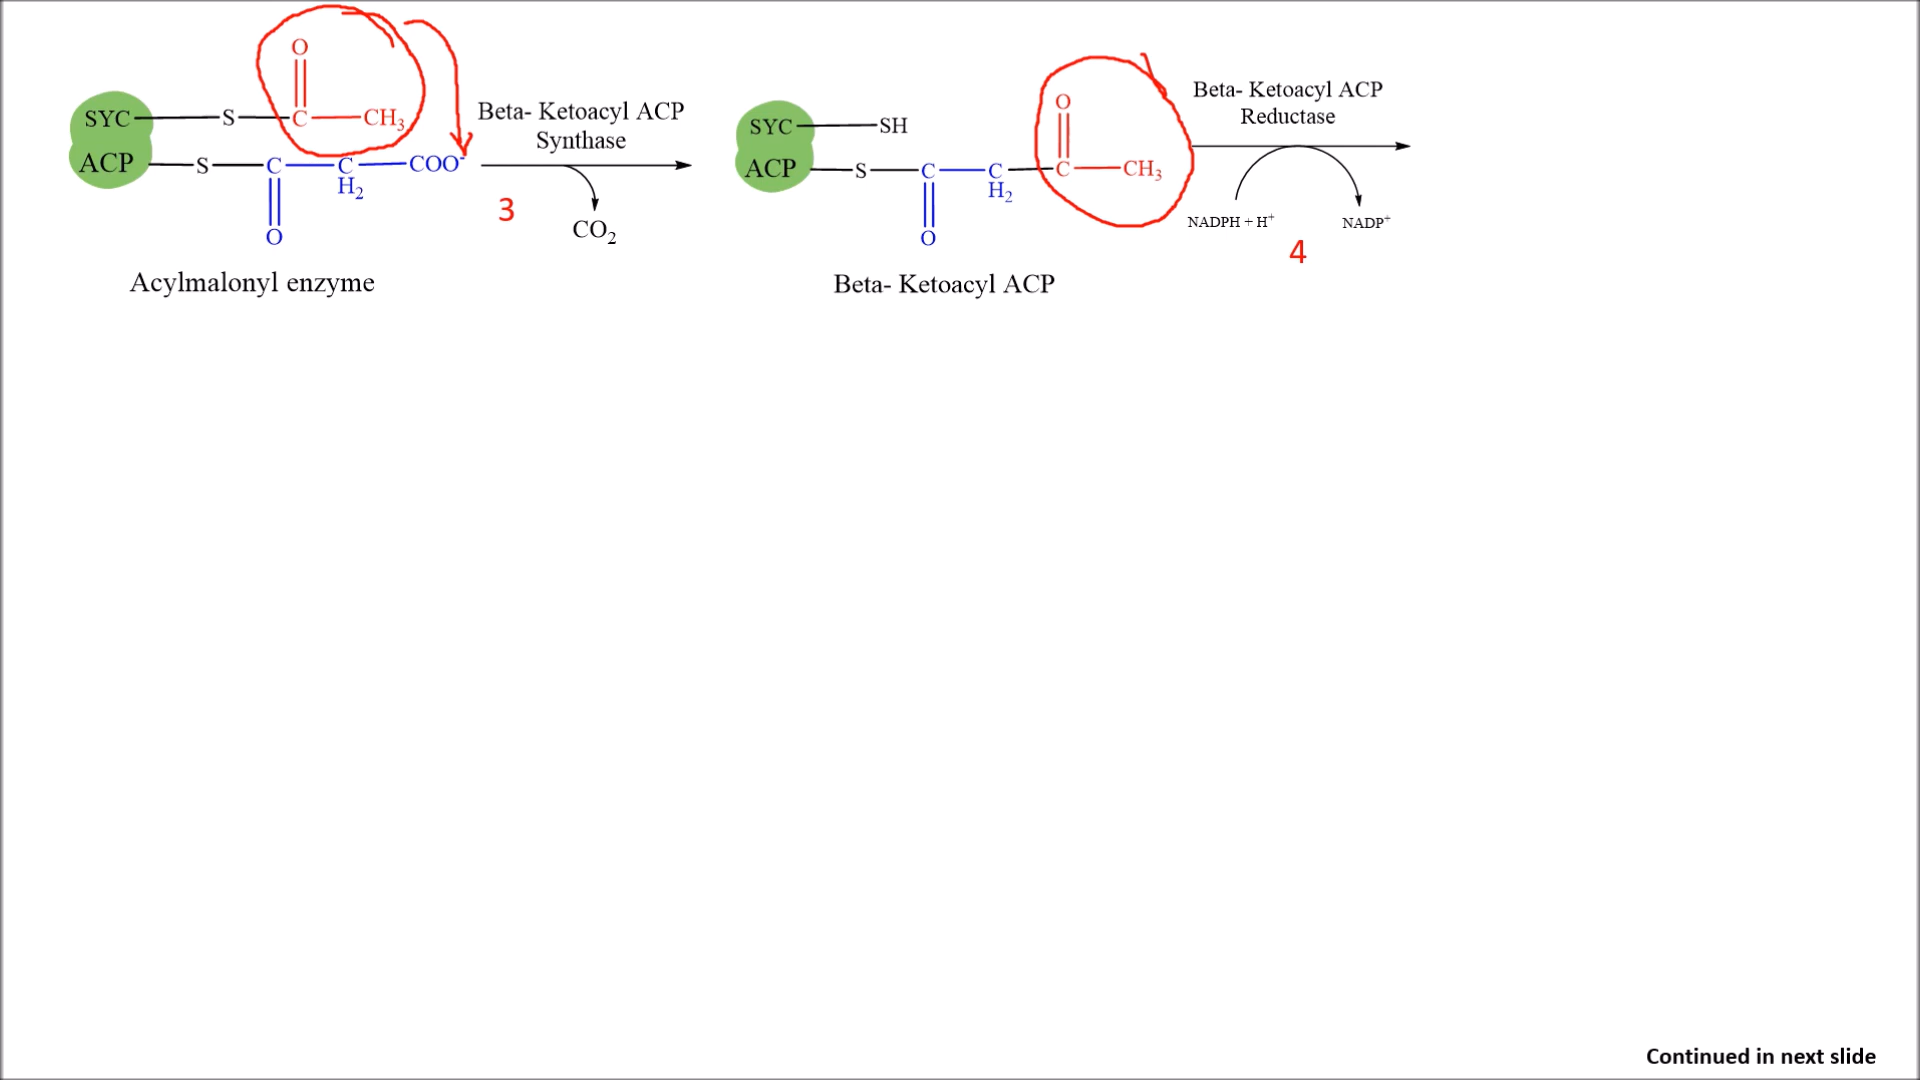 O
SYC S C CH3
ACP S C C COO-
H2
O
Acylmalonyl enzyme
Beta- Ketoacyl ACP
Synthase
3
CO2
O
SYC SH
ACP S C C C CH3
H2
O
Beta- Ketoacyl ACP
Beta- Ketoacyl ACP
Reductase
NADPH + H+ NADP+
4
Continued in next slide